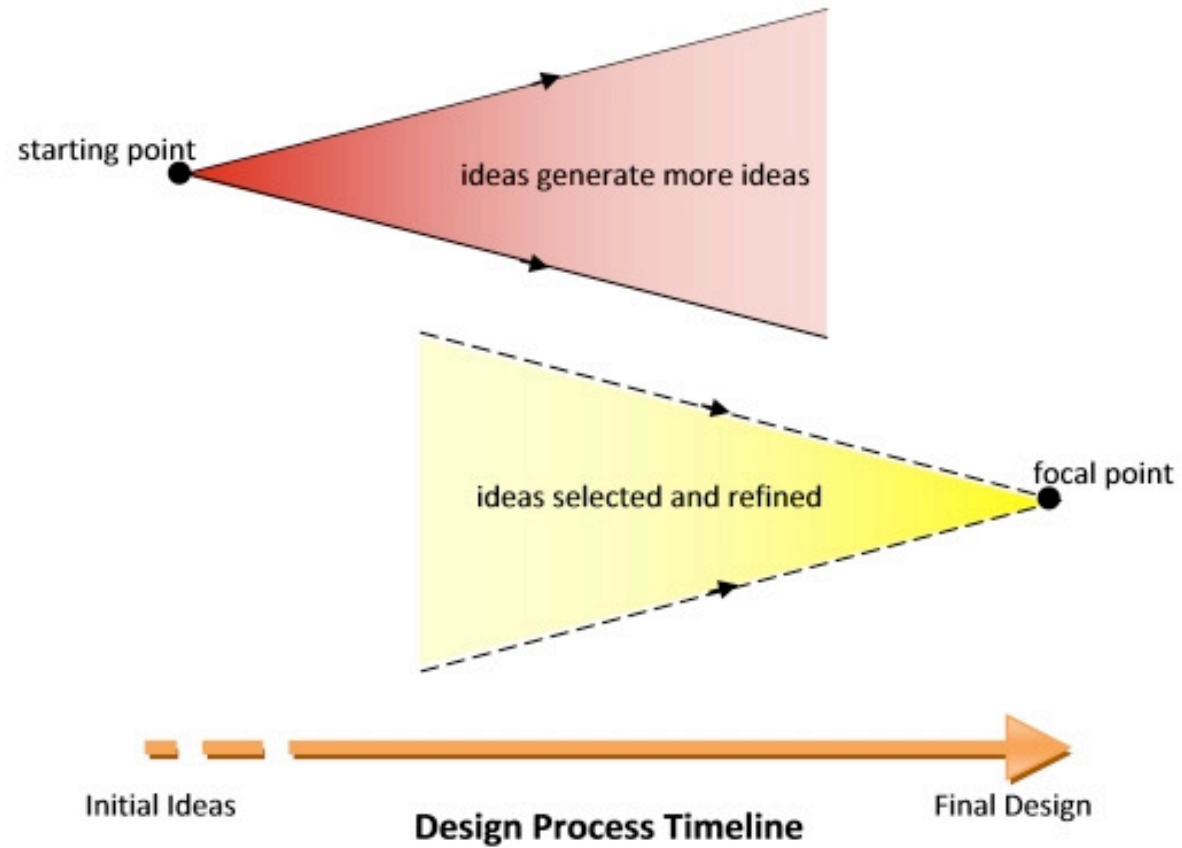 starting point
ideas generate more ideas
focal point
ideas selected and refined
Initial Ideas
Final Design
Design Process Timeline